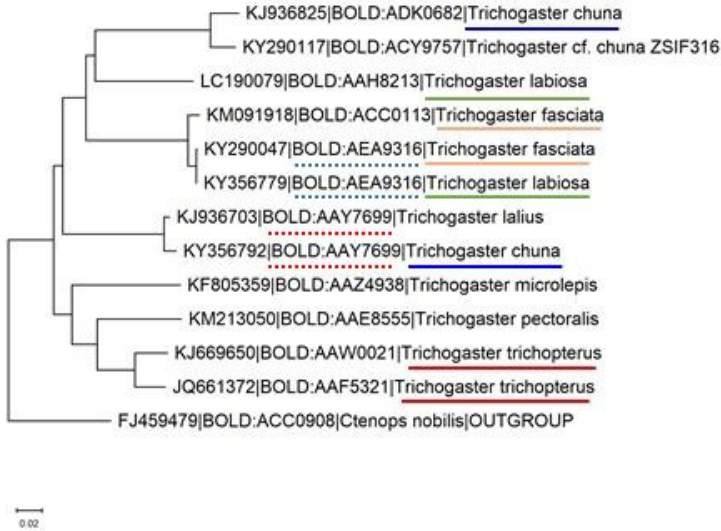 KJ936825|BOLD:ADK0682|Trichogaster chuna
KY290117|BOLD:ACY9757|Trichogaster cf. chuna ZSIF316
LC190079|BOLD:AAH8213|Trichogaster labiosa
KM091918|BOLD:ACC0113|Trichogaster fasciata
KY290047|BOLD:AEA9316|Trichogaster fasciata
KY356779|BOLD:AEA9316|Trichogaster labiosa
KJ936703|BOLD:AAY7699|Trichogaster lalius
KY356792|BOLD:AAY7699|Trichogaster chuna
KF805359|BOLD:AAZ4938|Trichogaster microlepis
KM213050|BOLD:AAE8555|Trichogaster pectoralis
KJ669650|BOLD:AAW0021|Trichogaster trichopterus
JQ661372|BOLD:AAF5321|Trichogaster trichopterus
FJ459479|BOLD:ACC0908|Ctenops nobilis|OUTGROUP
0.02